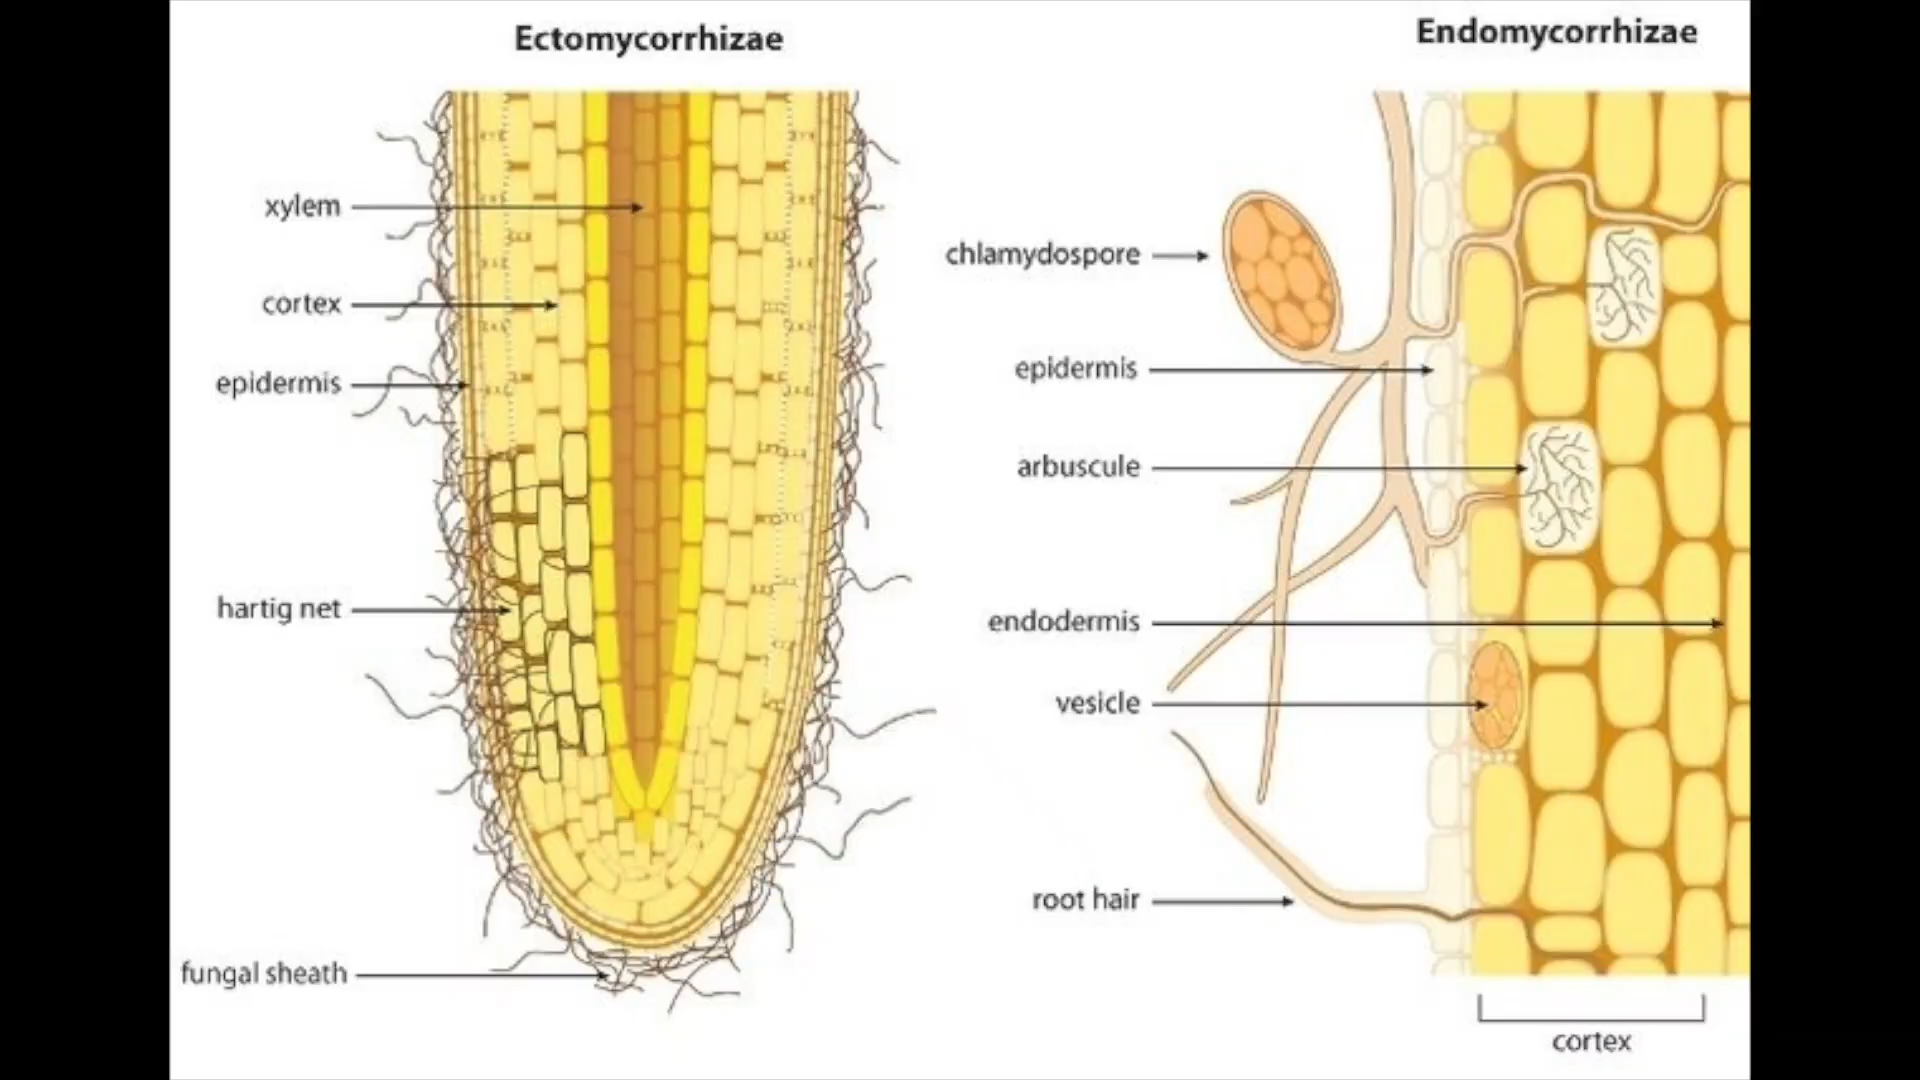 Ectomycorrhizae
xylem
cortex
epidermis
hartig net
fungal sheath
Endomycorrhizae
chlamydospore
epidermis
arbuscule
endodermis
vesicle
root hair
cortex